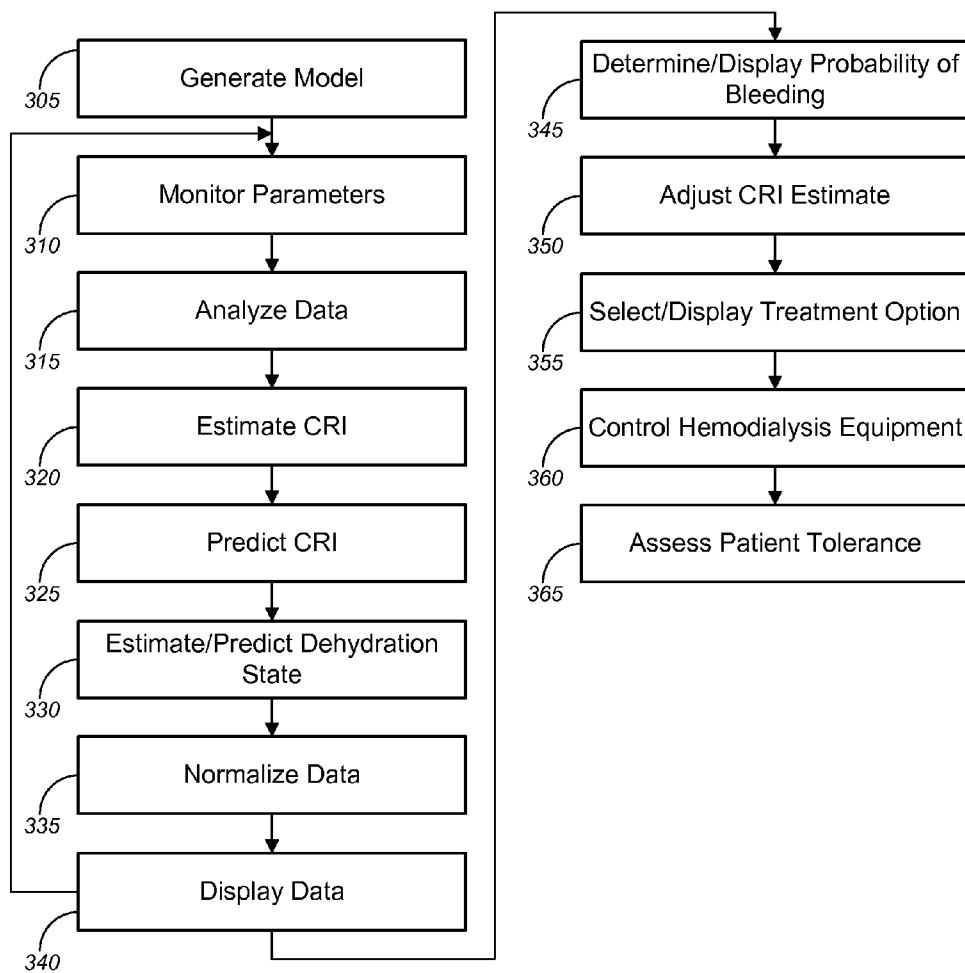 Generate Model
305
Monitor Parameters
310
Analyze Data
315
Estimate CRI
320
Predict CRI
325
Estimate/Predict Dehydration
State
330
Normalize Data
335
Display Data
340
Determine/Display Probability of
Bleeding
345
Adjust CRI Estimate
350
Select/Display Treatment Option
355
Control Hemodialysis Equipment
360
Assess Patient Tolerance
365